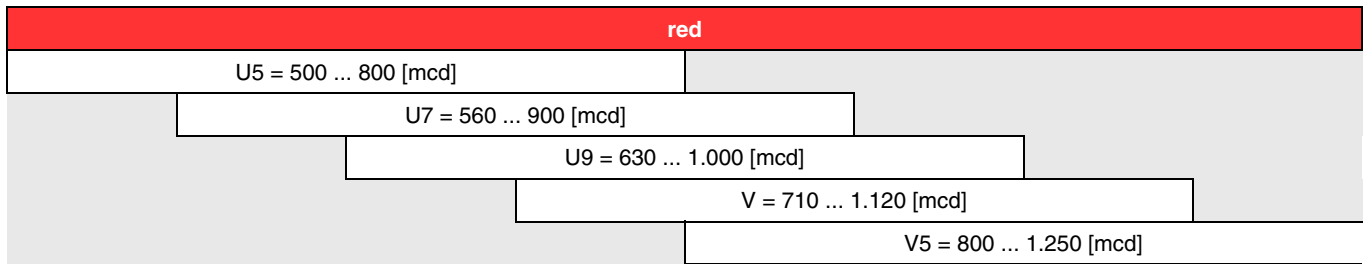 red
U5 = 500 ... 800 [mcd]
U7 = 560 ... 900 [mcd]
U9 = 630 ... 1.000 [mcd]
V = 710 ... 1.120 [mcd]
V5 = 800 ... 1.250 [mcd]